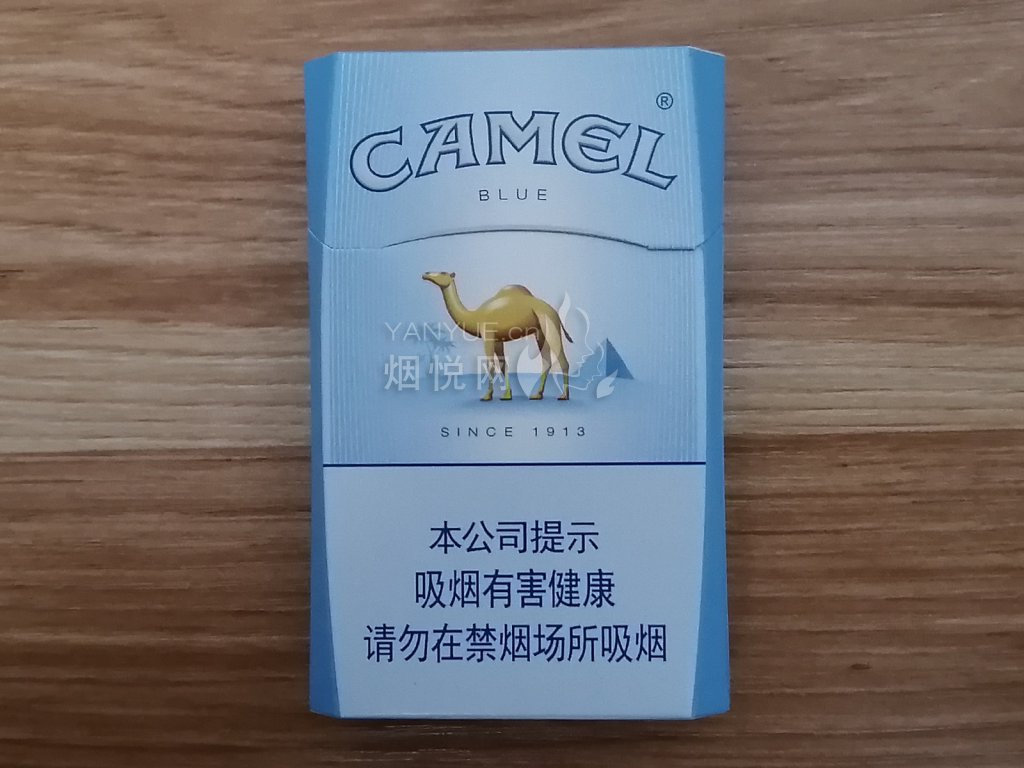 CAMEL®
BLUE
YANYUE.cn
烟悦网
SINCE 1913
本公司提示
吸烟有害健康
请勿在禁烟场所吸烟